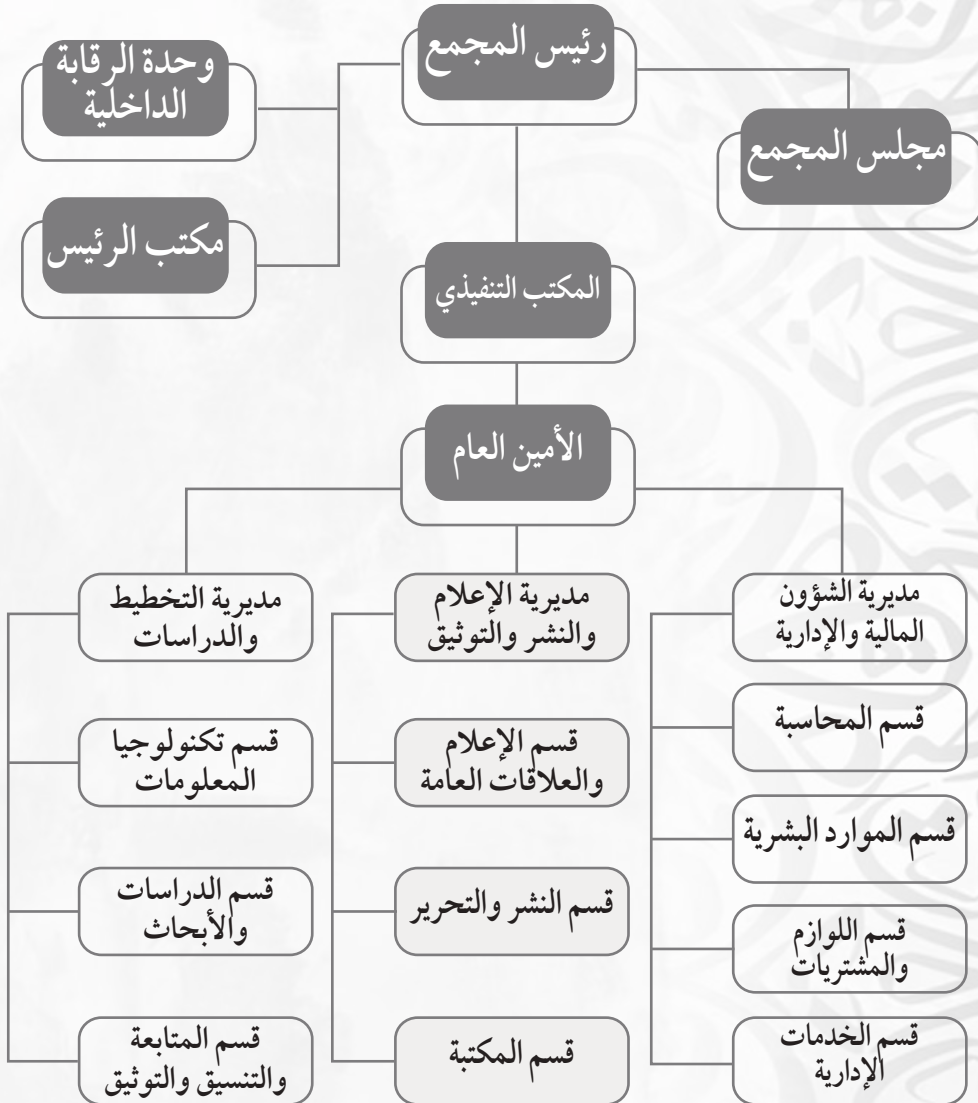 رئيس المجمع
وحدة الرقابة
الداخلية
مجلس المجمع
مكتب الرئيس
المكتب التنفيذي
الأمين العام
مديرية الشؤون
المالية والإدارية
قسم المحاسبة
قسم الموارد البشرية
قسم اللوازم
والمشتريات
قسم الخدمات
الإدارية
مديرية الإعلام
والنشر والتوثيق
قسم الإعلام
والعلاقات العامة
قسم النشر والتحرير
قسم المكتبة
مديرية التخطيط
والدراسات
قسم تكنولوجيا
المعلومات
قسم الدراسات
والأبحاث
قسم المتابعة
والتنسيق والتوثيق